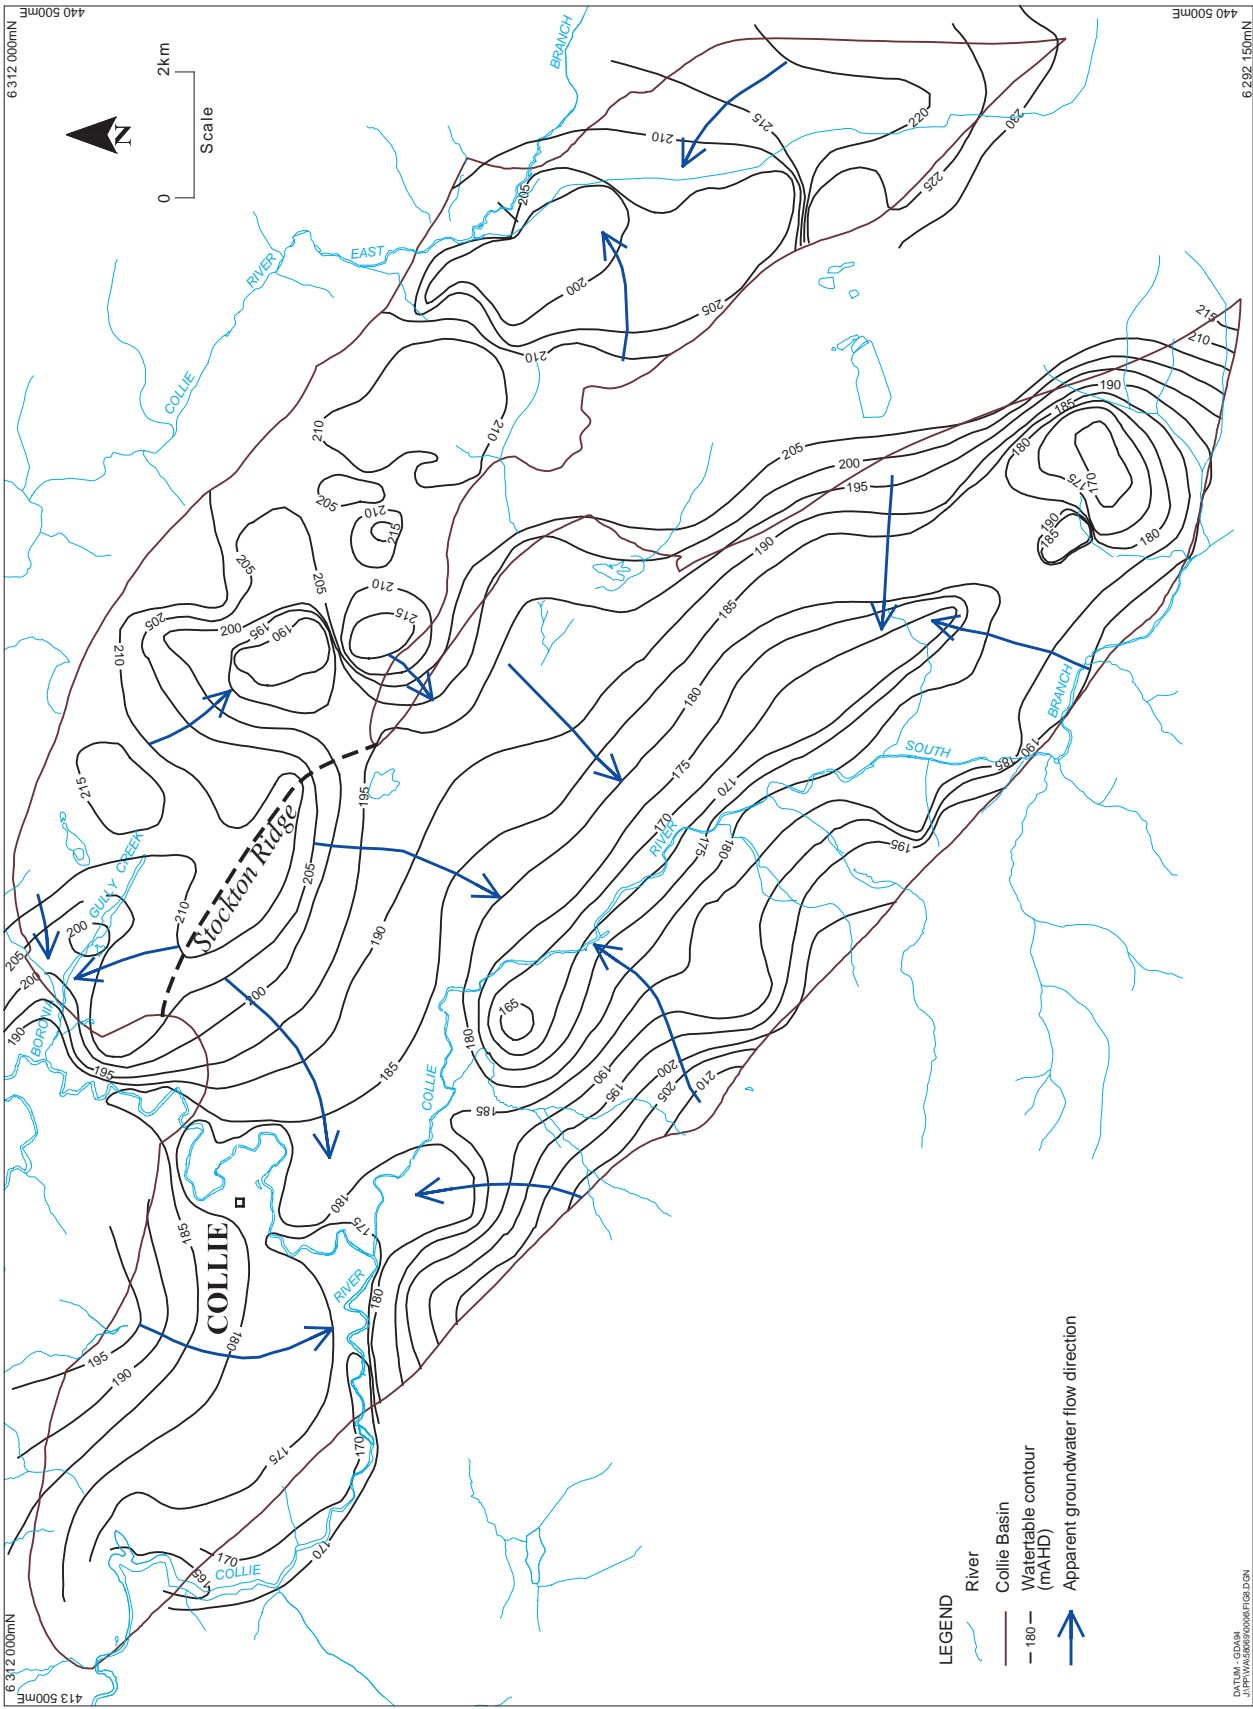 6 312 000mN
440 500mE
440 500mE
6 292 150mN
6 312 000mN
413 500mE
N
0
2km
Scale
BRANCH
EAST
RIVER
COLLIE
205
210
215
220
230
225
200
205
210
210
210
205
210
215
205
205
205
200
195
190
210
215
210
215
GULLY CREEK
BORONIA
200
205
200
190
195
210
Stockton Ridge
205
195
200
190
185
205
200
195
190
185
180
175
170
170
175
180
165
180
190
195
200
205
210
185
180
175
185
180
195
190
180
175
170
170
170
165
COLLIE
COLLIE
RIVER
COLLIE
RIVER
SOUTH
BRANCH
195
185
190
190
185
180
175
170
190
185
180
210
215
LEGEND
River
Collie Basin
180
Watertable contour
(mAHD)
Apparent groundwater flow direction
DATUM - GDA94